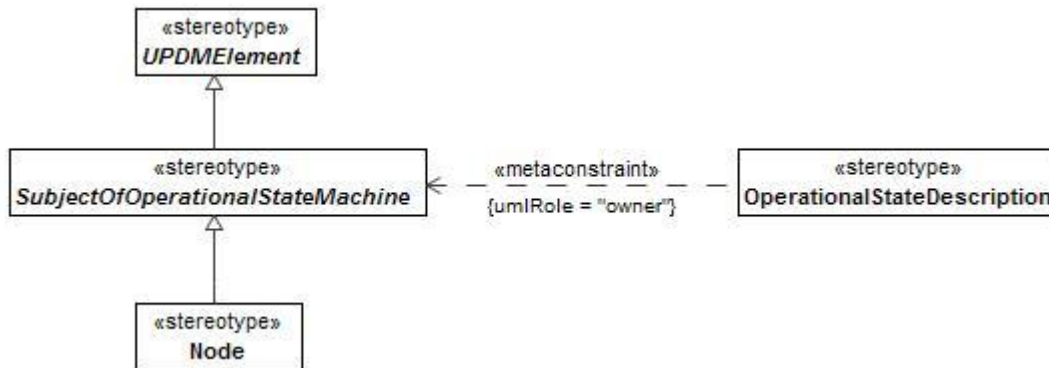 «stereotype»
UPDMElement
«stereotype»
SubjectOfOperationalStateMachine
«metaconstraint»
{umlRole = "owner"}
«stereotype»
OperationalStateDescription
«stereotype»
Node